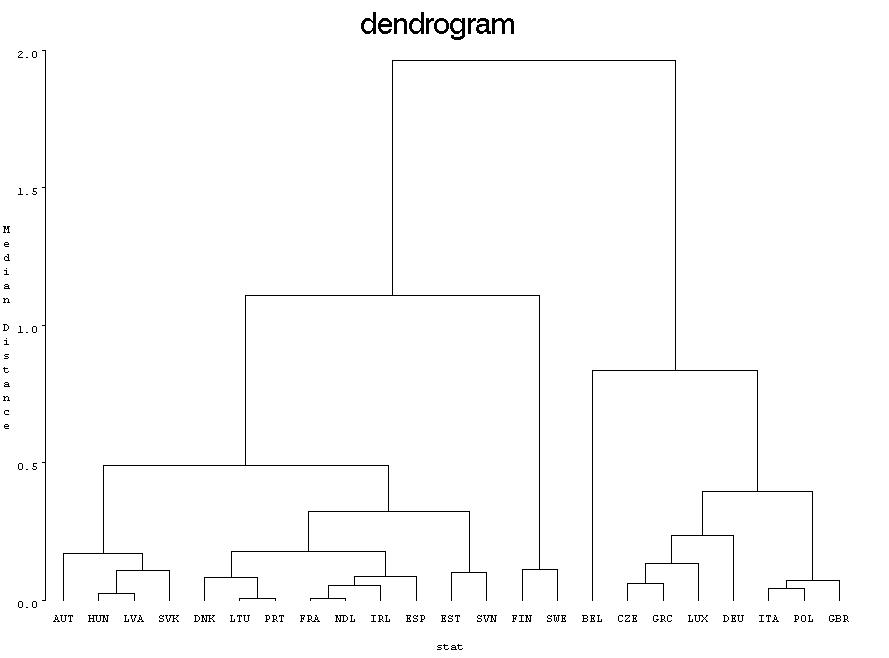 dendrogram
2.0
1.5
1.0
0.5
0.0
Median Distance
AUT HUN LVA SVK DNK LTU PRT FRA NDL IRL ESP EST SVN FIN SWE BEL CZE GRC LUX DEU ITA POL GBR
stat